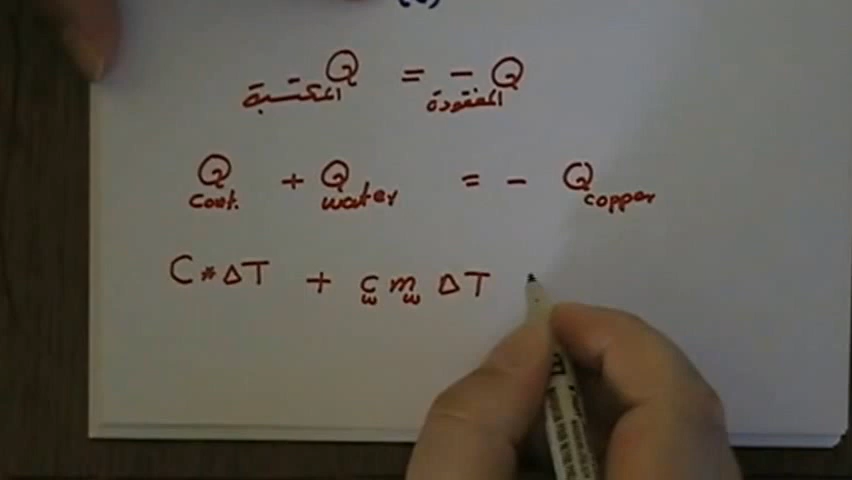 Q المكتسبة = - Q المفقودة
Q cont. + Q water = - Q copper
C * ΔT + c w m w ΔT